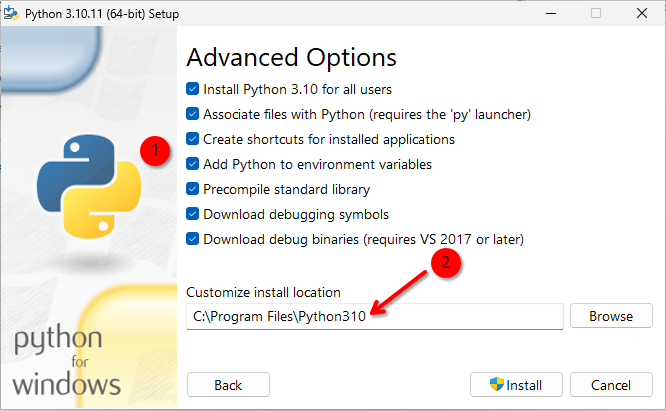 Python 3.10.11 (64-bit) Setup
Advanced Options
Install Python 3.10 for all users
Associate files with Python (requires the 'py' launcher)
1
Create shortcuts for installed applications
Add Python to environment variables
Precompile standard library
Download debugging symbols
Download debug binaries (requires VS 2017 or later)
2
Customize install location
C:\Program Files\Python310
Browse
python
for
windows
Back
Install
Cancel